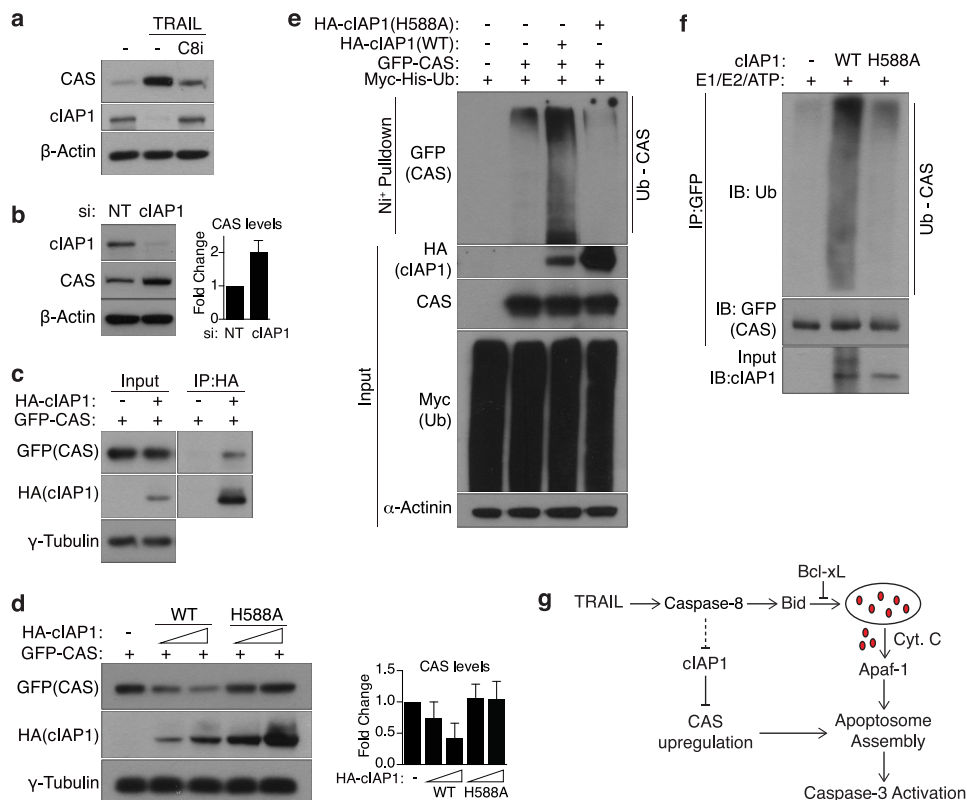 a
TRAIL
- - C8i
CAS
cIAP1
β-Actin
b
si: NT cIAP1
cIAP1
CAS
β-Actin
CAS levels
Fold Change
2
1
0
si: NT cIAP1
c
Input IP:HA
HA-cIAP1: - + - +
GFP-CAS: + + + +
GFP(CAS)
HA(cIAP1)
γ-Tubulin
d
WT H588A
HA-cIAP1: -
GFP-CAS: + + + + +
GFP(CAS)
HA(cIAP1)
γ-Tubulin
CAS levels
Fold Change
1.5
1.0
0.5
0
HA-cIAP1: -
WT H588A
e
HA-cIAP1(H588A): - - - +
HA-cIAP1(WT): - - + -
GFP-CAS: - + + +
Myc-His-Ub: + + + +
Ni⁺ Pulldown
GFP
(CAS)
Ub - CAS
Input
HA
(cIAP1)
CAS
Myc
(Ub)
α-Actinin
f
cIAP1: - WT H588A
E1/E2/ATP: + + +
IP:GFP
IB: Ub
Ub - CAS
IB: GFP
(CAS)
Input
IB:cIAP1
g
Bcl-xL
TRAIL Caspase-8 Bid
Cyt. C
cIAP1 Apaf-1
CAS
upregulation
Apoptosome
Assembly
Caspase-3 Activation